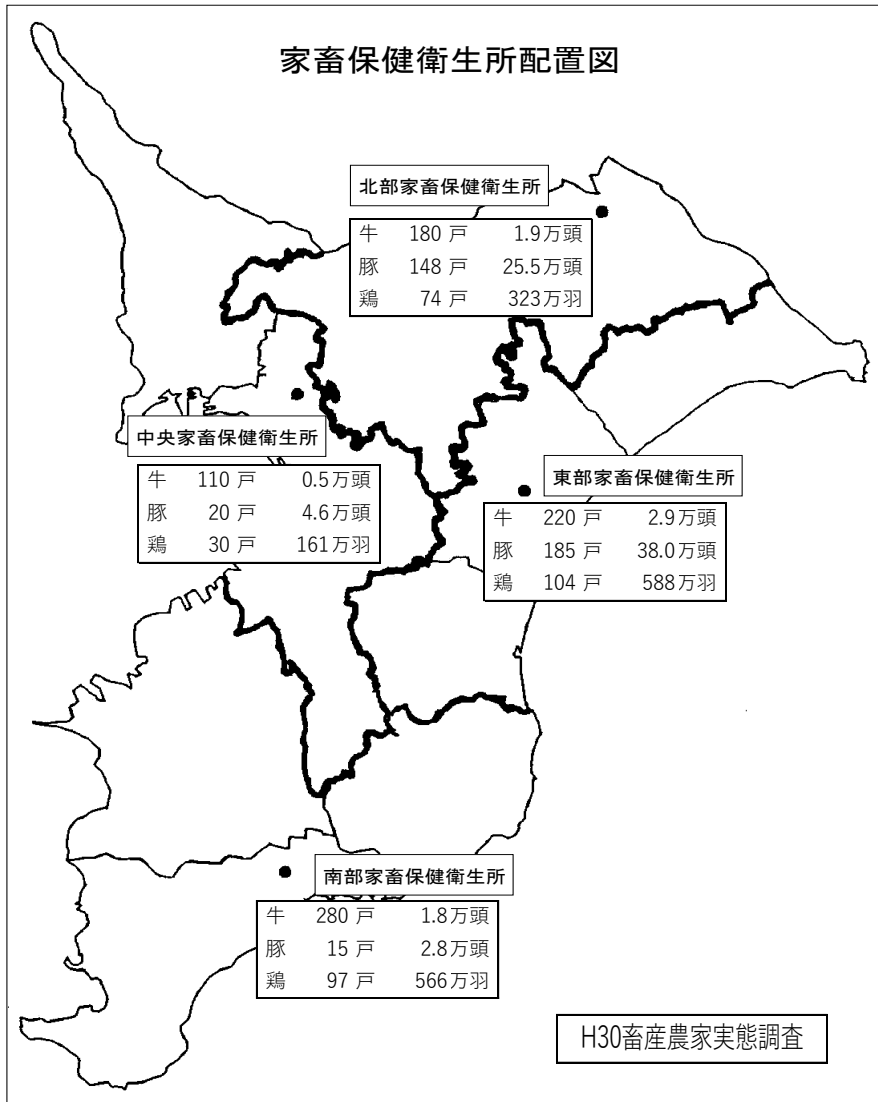 家畜保健衛生所配置図
北部家畜保健衛生所
牛 180 戸 1.9万頭
豚 148 戸 25.5万頭
鶏 74 戸 323万羽
中央家畜保健衛生所
牛 110 戸 0.5万頭
豚 20 戸 4.6万頭
鶏 30 戸 161万羽
東部家畜保健衛生所
牛 220 戸 2.9万頭
豚 185 戸 38.0万頭
鶏 104 戸 588万羽
南部家畜保健衛生所
牛 280 戸 1.8万頭
豚 15 戸 2.8万頭
鶏 97 戸 566万羽
H30畜産農家実態調査